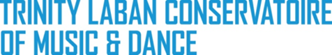 TRINITY LABAN CONSERVATOIRE
OF MUSIC & DANCE